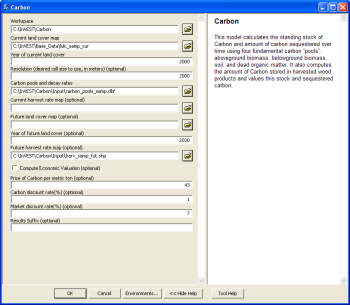 Carbon
Workspace
C:\InVEST\Carbon
Current land cover map
C:\InVEST\Base_Data\lulc_samp_cur
Year of current land cover
2000
Resolution (desired cell size to use, in meters) (optional)
Carbon pools and decay rates
C:\InVEST\Carbon\Input\carbon_pools_samp.dbf
Current harvest rate map (optional)
Future land cover map (optional)
Year of future land cover (optional)
2030
Future harvest rate map (optional)
C:\InVEST\Carbon\Input\harv_samp_fut.shp
Compute Economic Valuation (optional)
Price of Carbon per metric ton (optional)
43
Carbon discount rate(%) (optional)
1
Market discount rate(%) (optional)
7
Results Suffix (optional)
OK
Cancel
Environments...
<< Hide Help
Carbon
This model calculates the standing stock of
Carbon and amount of carbon sequestered over
time using four fundamental carbon "pools":
aboveground biomass, belowground biomass,
soil, and dead organic matter. It also computes
the amount of Carbon stored in harvested wood
products and values this stock and sequestered
carbon.
Tool Help